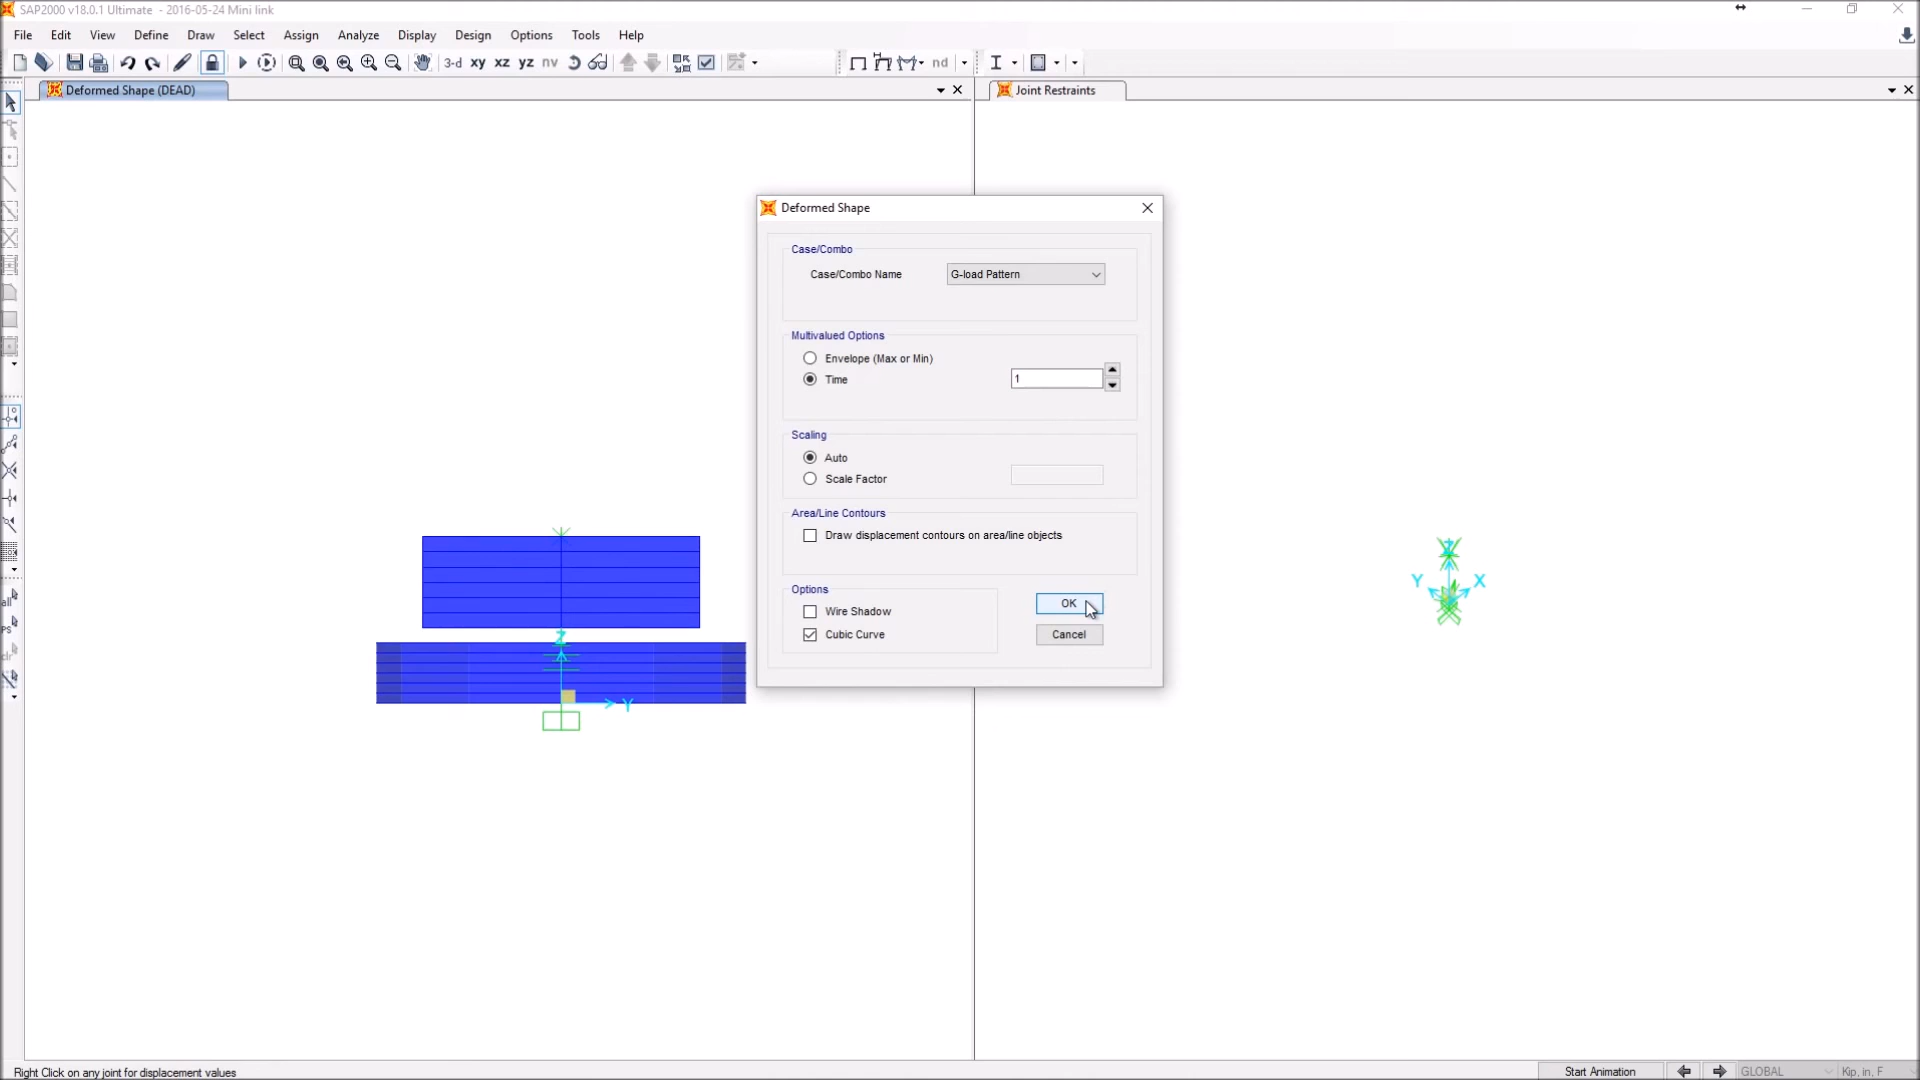 SAP2000 v18.0.1 Ultimate - 2016-05-24 Mini link
File Edit View Define Draw Select Assign Analyze Display Design Options Tools Help
3-d xy xz yz nv nd
Deformed Shape (DEAD)
Joint Restraints
Deformed Shape
Case/Combo
Case/Combo Name G-load Pattern
Multivalued Options
Envelope (Max or Min)
Time 1
Scaling
Auto
Scale Factor
Area/Line Contours
Draw displacement contours on area/line objects
Options
Wire Shadow
Cubic Curve
OK
Cancel
Z
Y
Z
Y X
all
PS
clr
Right Click on any joint for displacement values
Start Animation
GLOBAL
Kip, in, F